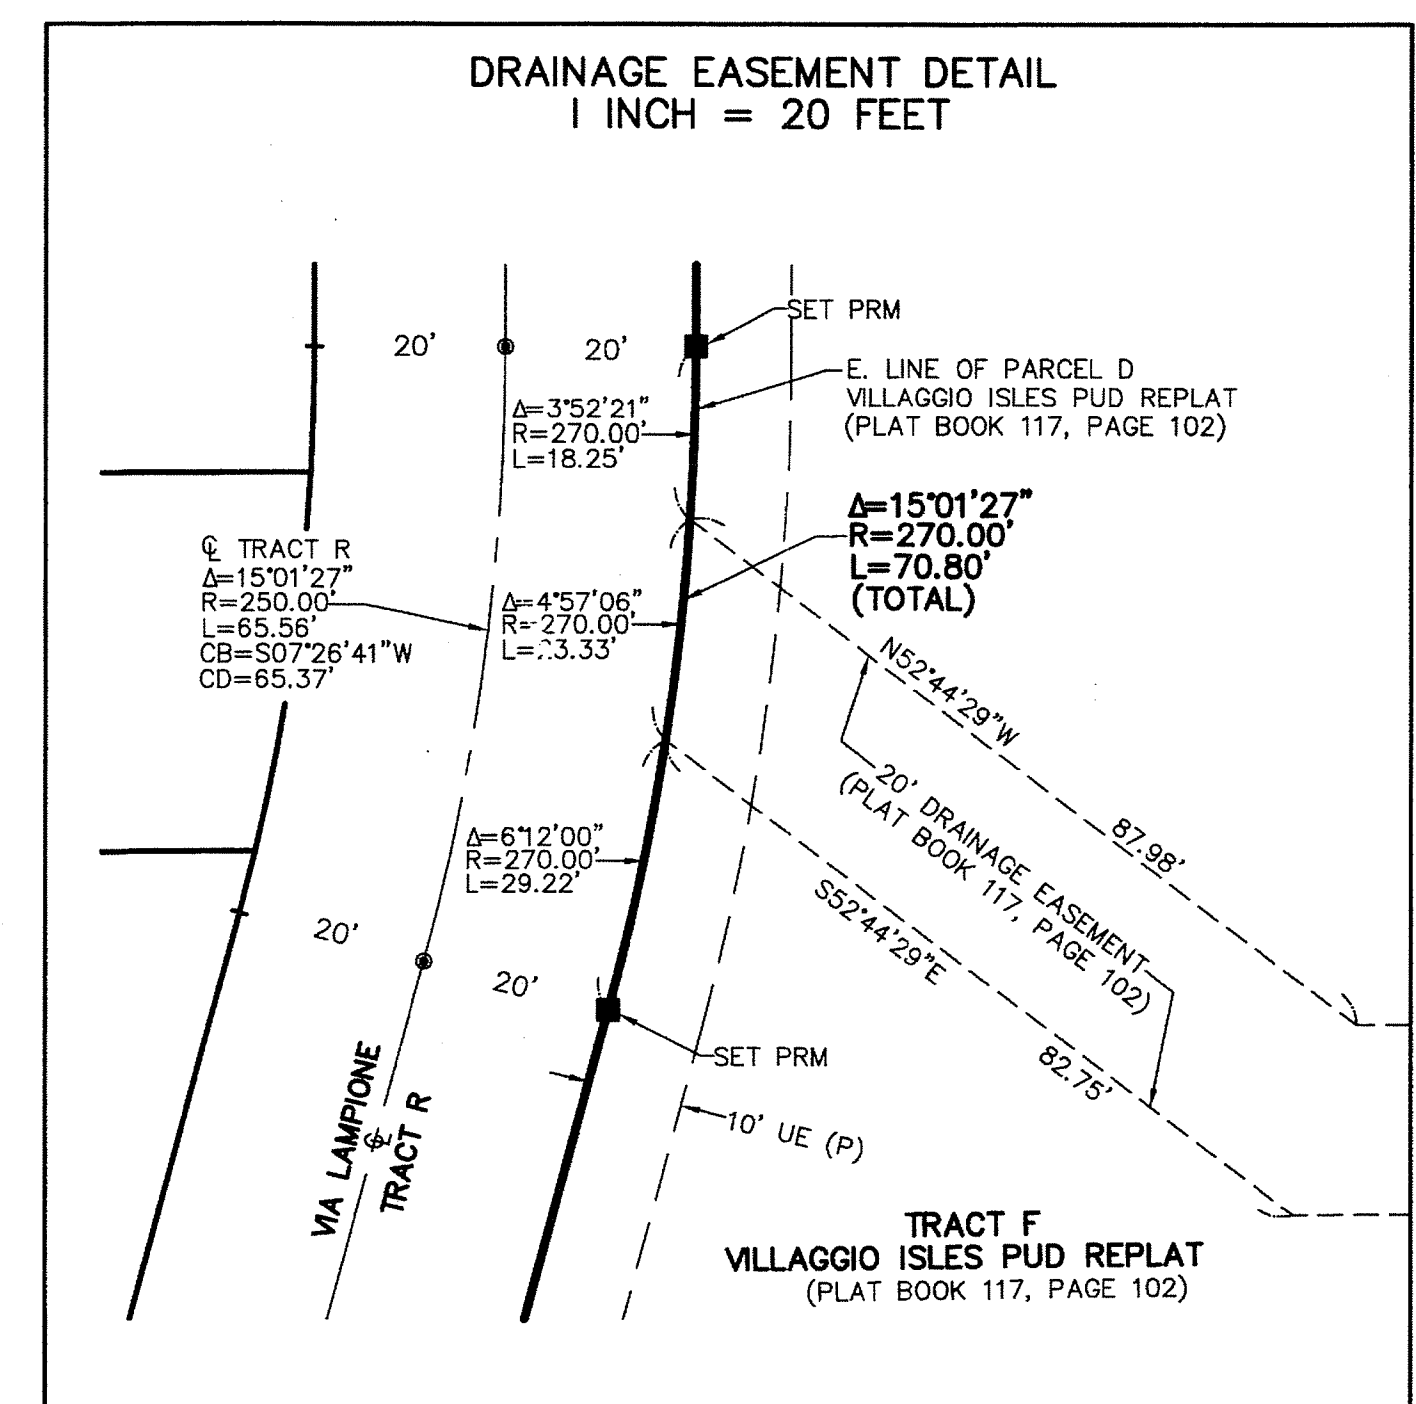 DRAINAGE EASEMENT DETAIL
1 INCH = 20 FEET
SET PRM
20'
20'
E. LINE OF PARCEL D
VILLAGGIO ISLES PUD REPLAT
(PLAT BOOK 117, PAGE 102)
Δ=3°52'21"
R=270.00'
L=18.25'
Δ=15°01'27"
R=270.00'
L=70.80'
(TOTAL)
℄ TRACT R
Δ=15°01'27"
R=250.00'
L=65.56'
CB=S07°26'41"W
CD=65.37'
Δ=4°57'06"
R=270.00'
L=23.33'
N52°44'29"W
87.98'
20' DRAINAGE EASEMENT
(PLAT BOOK 117, PAGE 102)
Δ=6°12'00"
R=270.00'
L=29.22'
S52°44'29"E
82.75'
20'
20'
SET PRM
VIA LAMPIONE
℄
TRACT R
10' UE (P)
TRACT F
VILLAGGIO ISLES PUD REPLAT
(PLAT BOOK 117, PAGE 102)